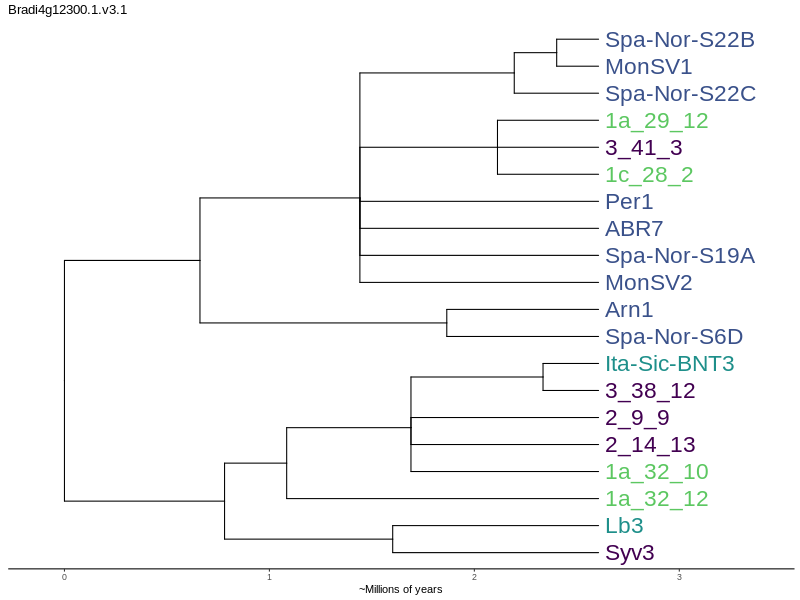 Bradi4g12300.1.v3.1
Spa-Nor-S22B
MonSV1
Spa-Nor-S22C
1a_29_12
3_41_3
1c_28_2
Per1
ABR7
Spa-Nor-S19A
MonSV2
Arn1
Spa-Nor-S6D
Ita-Sic-BNT3
3_38_12
2_9_9
2_14_13
1a_32_10
1a_32_12
Lb3
Syv3
0 1 2 3
~Millions of years